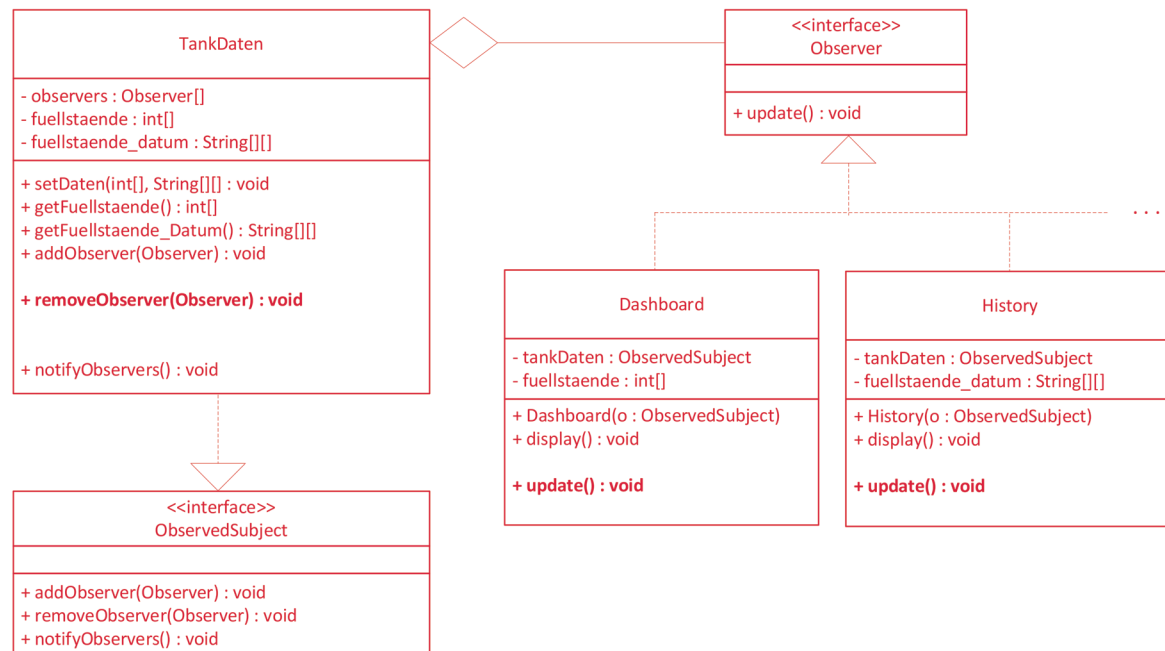 TankDaten
- observers : Observer[]
- fuellstaende : int[]
- fuellstaende_datum : String[][]
+ setDaten(int[], String[][] : void
+ getFuellstaende() : int[]
+ getFuellstaende_Datum() : String[][]
+ addObserver(Observer) : void
+ removeObserver(Observer) : void
+ notifyObservers() : void
<<interface>>
Observer
+ update() : void
...
Dashboard
- tankDaten : ObservedSubject
- fuellstaende : int[]
+ Dashboard(o : ObservedSubject)
+ display() : void
+ update() : void
History
- tankDaten : ObservedSubject
- fuellstaende_datum : String[][]
+ History(o : ObservedSubject)
+ display() : void
+ update() : void
<<interface>>
ObservedSubject
+ addObserver(Observer) : void
+ removeObserver(Observer) : void
+ notifyObservers() : void